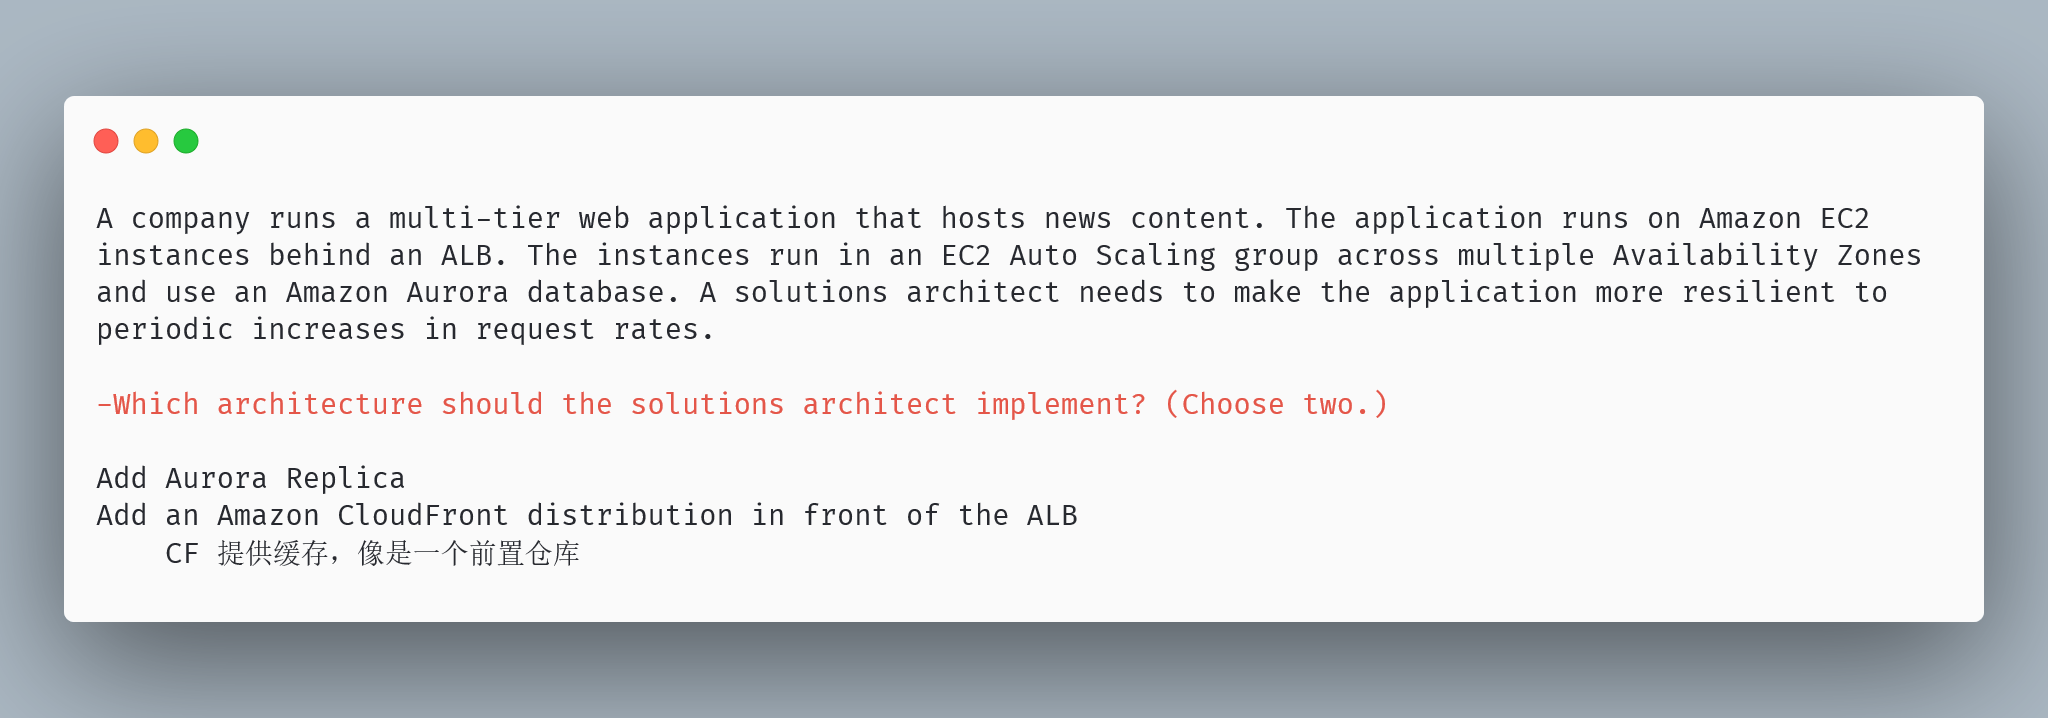 A company runs a multi-tier web application that hosts news content. The application runs on Amazon EC2
instances behind an ALB. The instances run in an EC2 Auto Scaling group across multiple Availability Zones
and use an Amazon Aurora database. A solutions architect needs to make the application more resilient to
periodic increases in request rates.
-Which architecture should the solutions architect implement? (Choose two.)
Add Aurora Replica
Add an Amazon CloudFront distribution in front of the ALB
CF 提供缓存，像是一个前置仓库